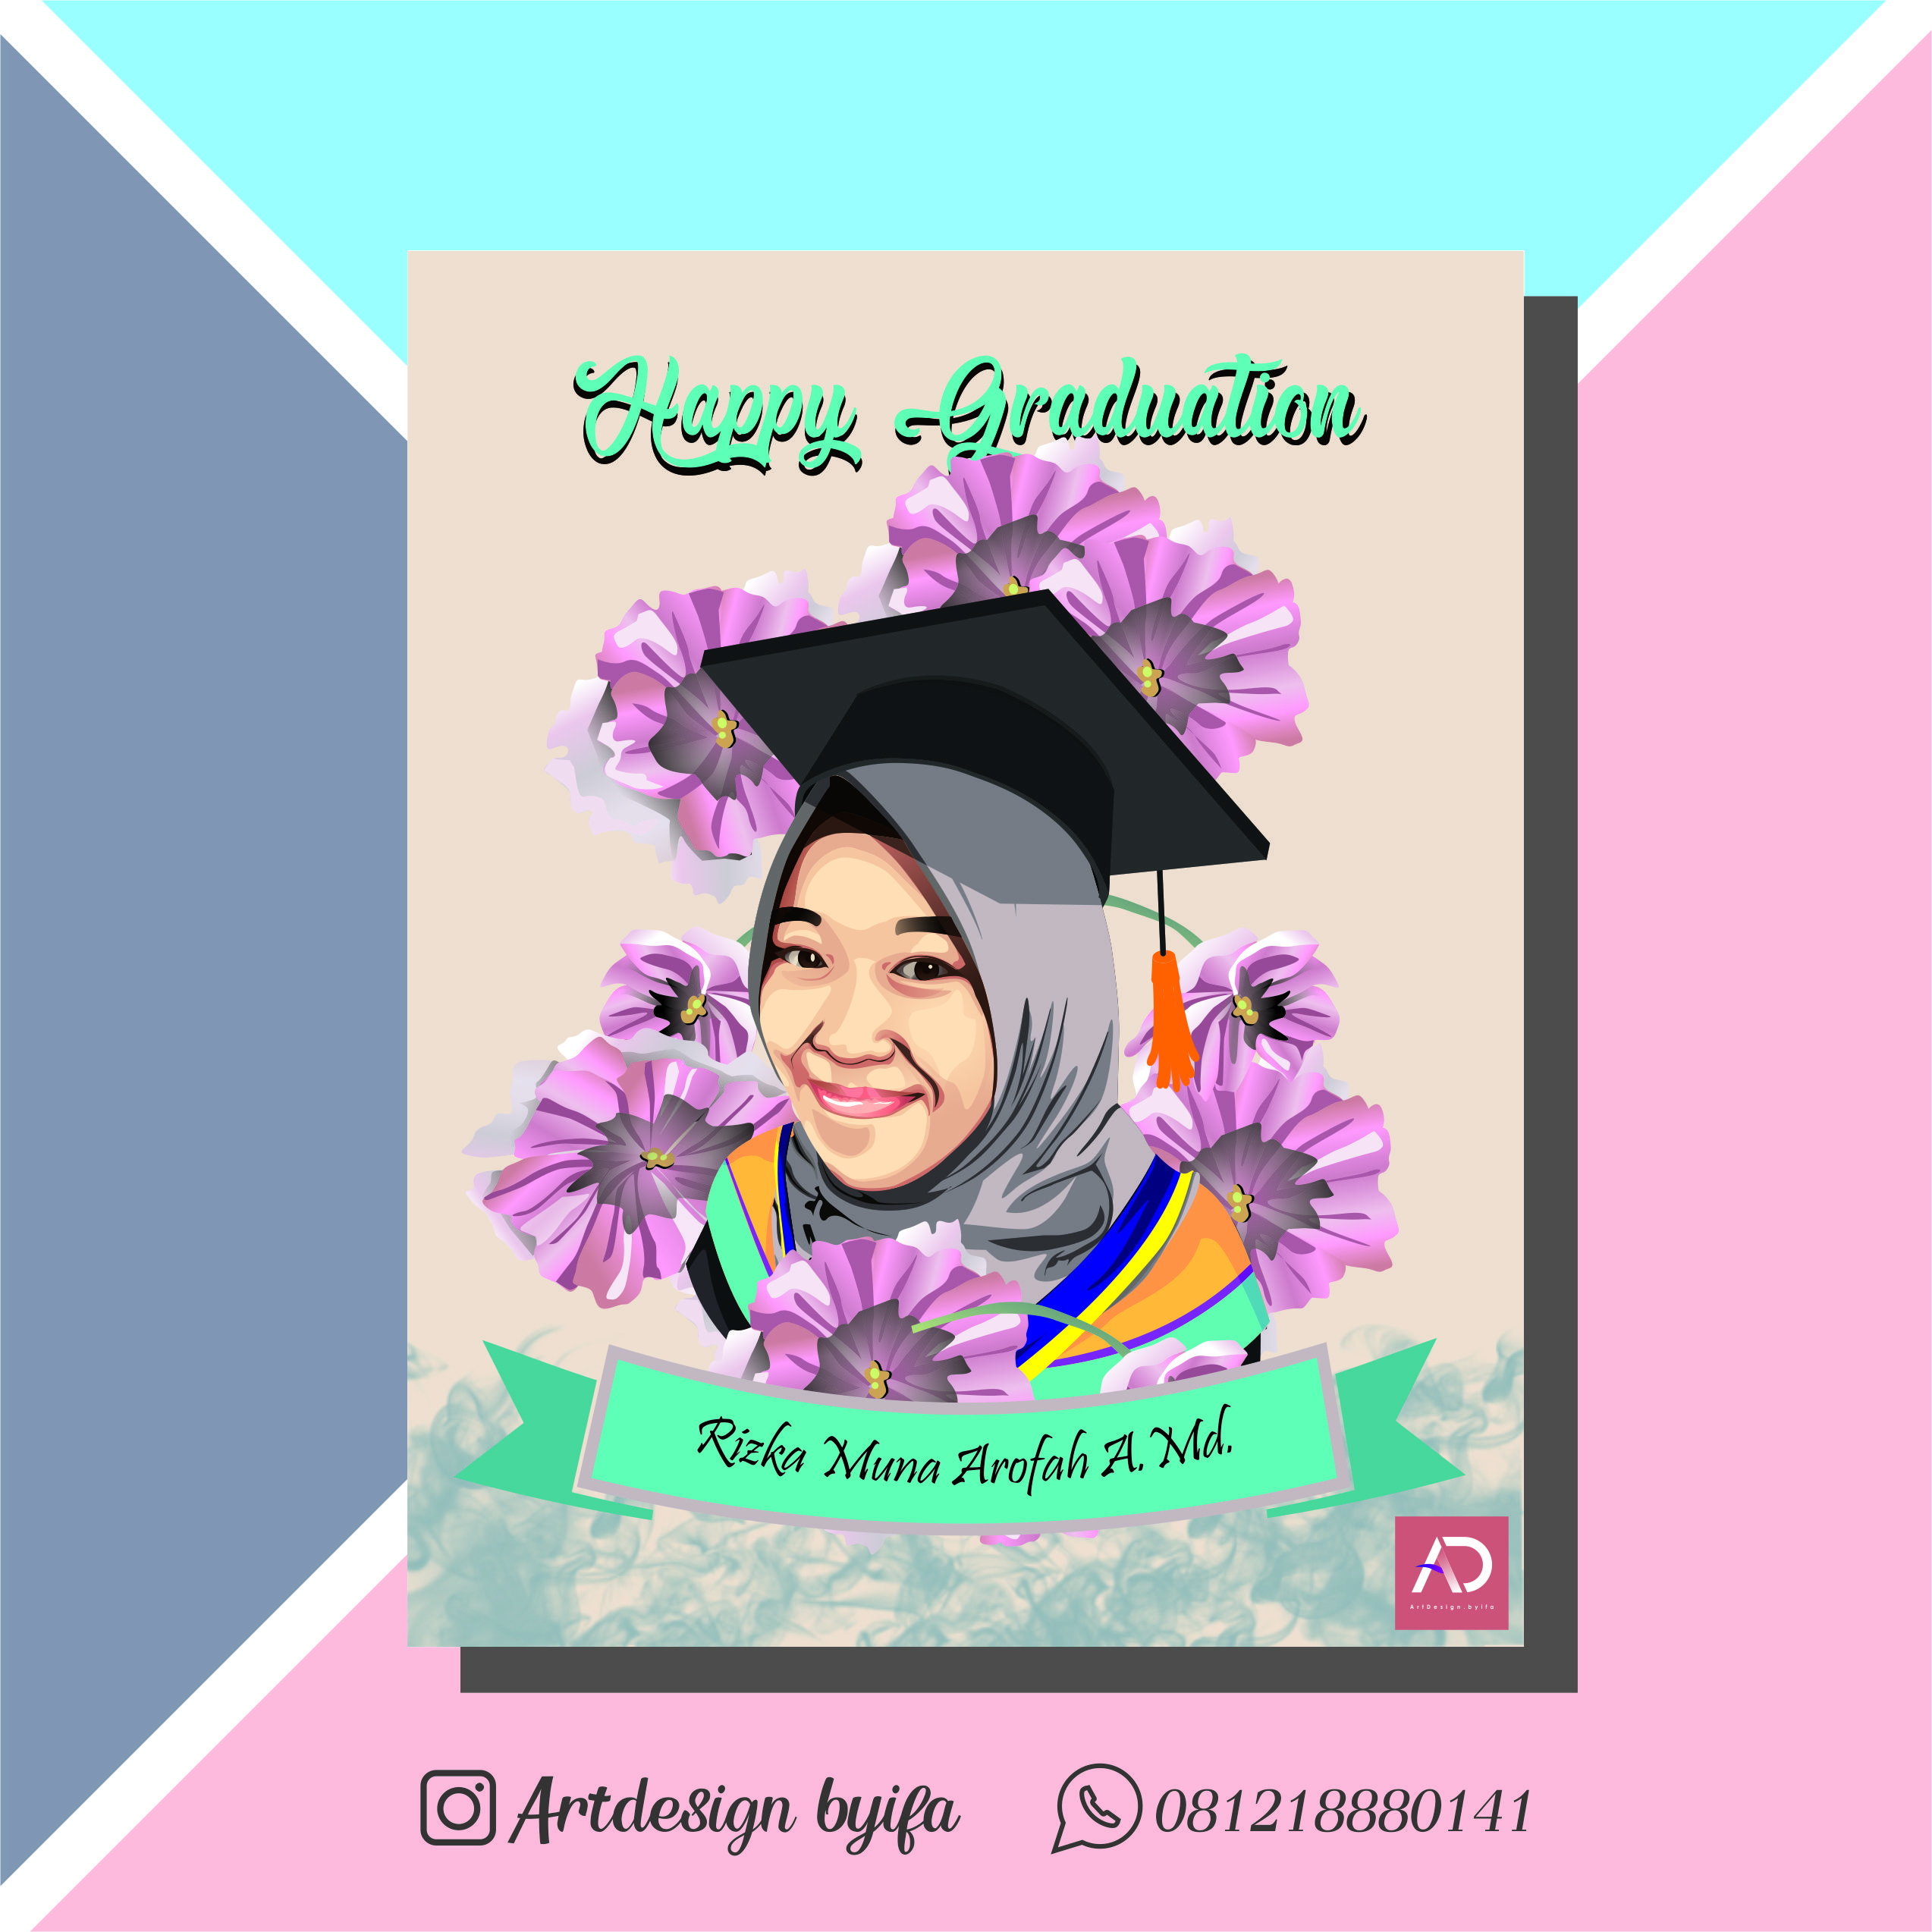 Happy Graduation
Rizka Muna Arofah A. Md.
AD
ArtDesign.byifa
Artdesign byifa
081218880141